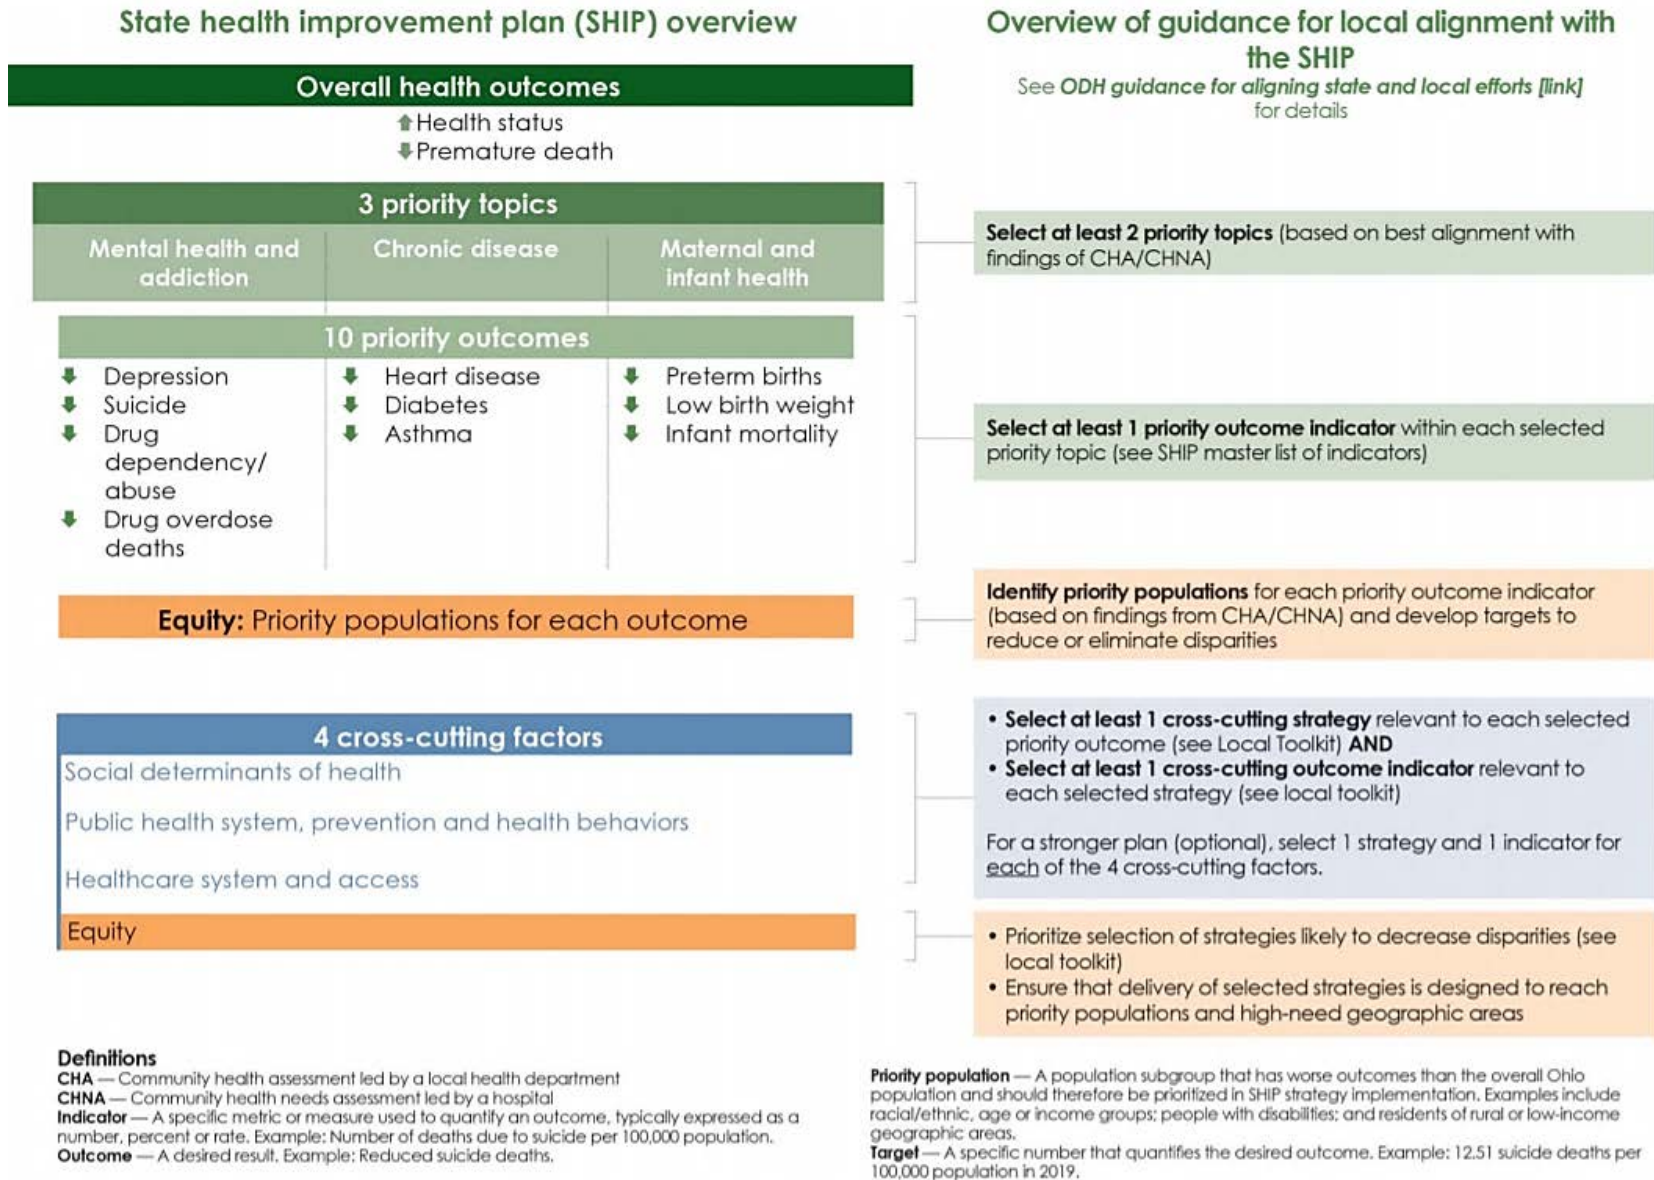 State health improvement plan (SHIP) overview
Overall health outcomes
Health status
Premature death
3 priority topics
Mental health and
addiction
Chronic disease
Maternal and
infant health
10 priority outcomes
Depression
Suicide
Drug
dependency/
abuse
Drug overdose
deaths
Heart disease
Diabetes
Asthma
Preterm births
Low birth weight
Infant mortality
Equity: Priority populations for each outcome
4 cross-cutting factors
Social determinants of health
Public health system, prevention and health behaviors
Healthcare system and access
Equity
Overview of guidance for local alignment with
the SHIP
See ODH guidance for aligning state and local efforts [link]
for details
Select at least 2 priority topics (based on best alignment with
findings of CHA/CHNA)
Select at least 1 priority outcome indicator within each selected
priority topic (see SHIP master list of indicators)
Identify priority populations for each priority outcome indicator
(based on findings from CHA/CHNA) and develop targets to
reduce or eliminate disparities
• Select at least 1 cross-cutting strategy relevant to each selected
priority outcome (see Local Toolkit) AND
• Select at least 1 cross-cutting outcome indicator relevant to
each selected strategy (see local toolkit)
For a stronger plan (optional), select 1 strategy and 1 indicator for
each of the 4 cross-cutting factors.
• Prioritize selection of strategies likely to decrease disparities (see
local toolkit)
• Ensure that delivery of selected strategies is designed to reach
priority populations and high-need geographic areas
Definitions
CHA — Community health assessment led by a local health department
CHNA — Community health needs assessment led by a hospital
Indicator — A specific metric or measure used to quantify an outcome, typically expressed as a
number, percent or rate. Example: Number of deaths due to suicide per 100,000 population.
Outcome — A desired result. Example: Reduced suicide deaths.
Priority population — A population subgroup that has worse outcomes than the overall Ohio
population and should therefore be prioritized in SHIP strategy implementation. Examples include
racial/ethnic, age or income groups; people with disabilities; and residents of rural or low-income
geographic areas.
Target — A specific number that quantifies the desired outcome. Example: 12.51 suicide deaths per
100,000 population in 2019.